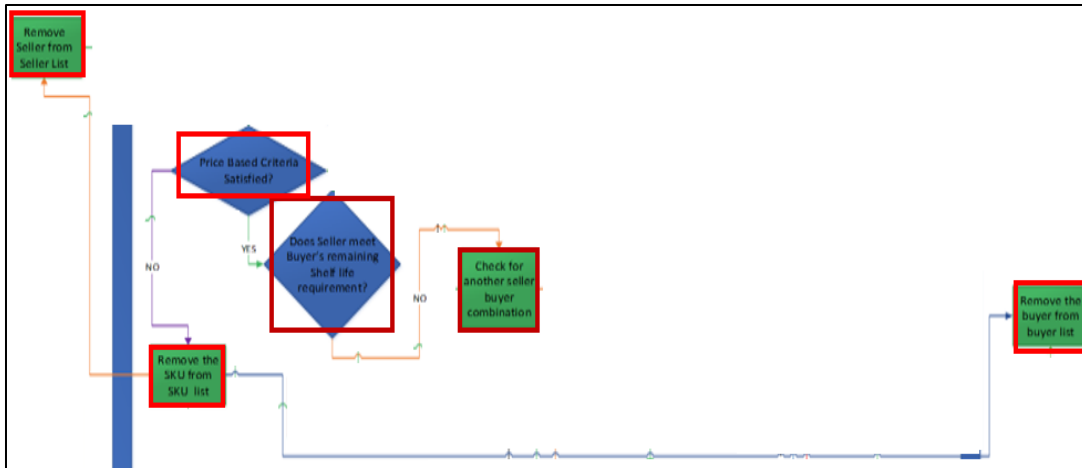 Remove
Seller from
Seller List
Price Based Criteria
Satisfied?
YES
NO
Does Seller meet
Buyer's remaining
Shelf life
requirement?
NO
Check for
another seller
buyer
combination
Remove the
buyer from
buyer list
Remove the
SKU from
SKU list